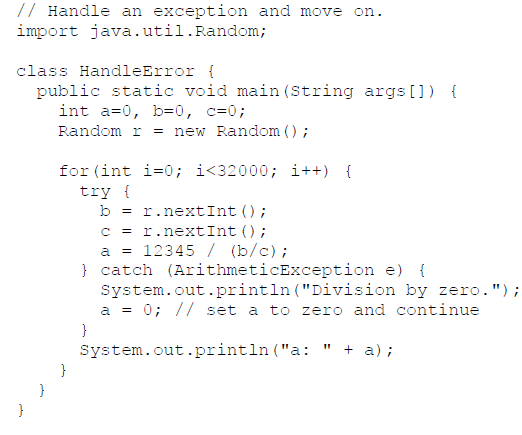 // Handle an exception and move on.
import java.util.Random;

class HandleError {
  public static void main(String args[]) {
    int a=0, b=0, c=0;
    Random r = new Random();

    for(int i=0; i<32000; i++) {
      try {
        b = r.nextInt();
        c = r.nextInt();
        a = 12345 / (b/c);
      } catch (ArithmeticException e) {
        System.out.println("Division by zero.");
        a = 0; // set a to zero and continue
      }
      System.out.println("a: " + a);
    }
  }
}